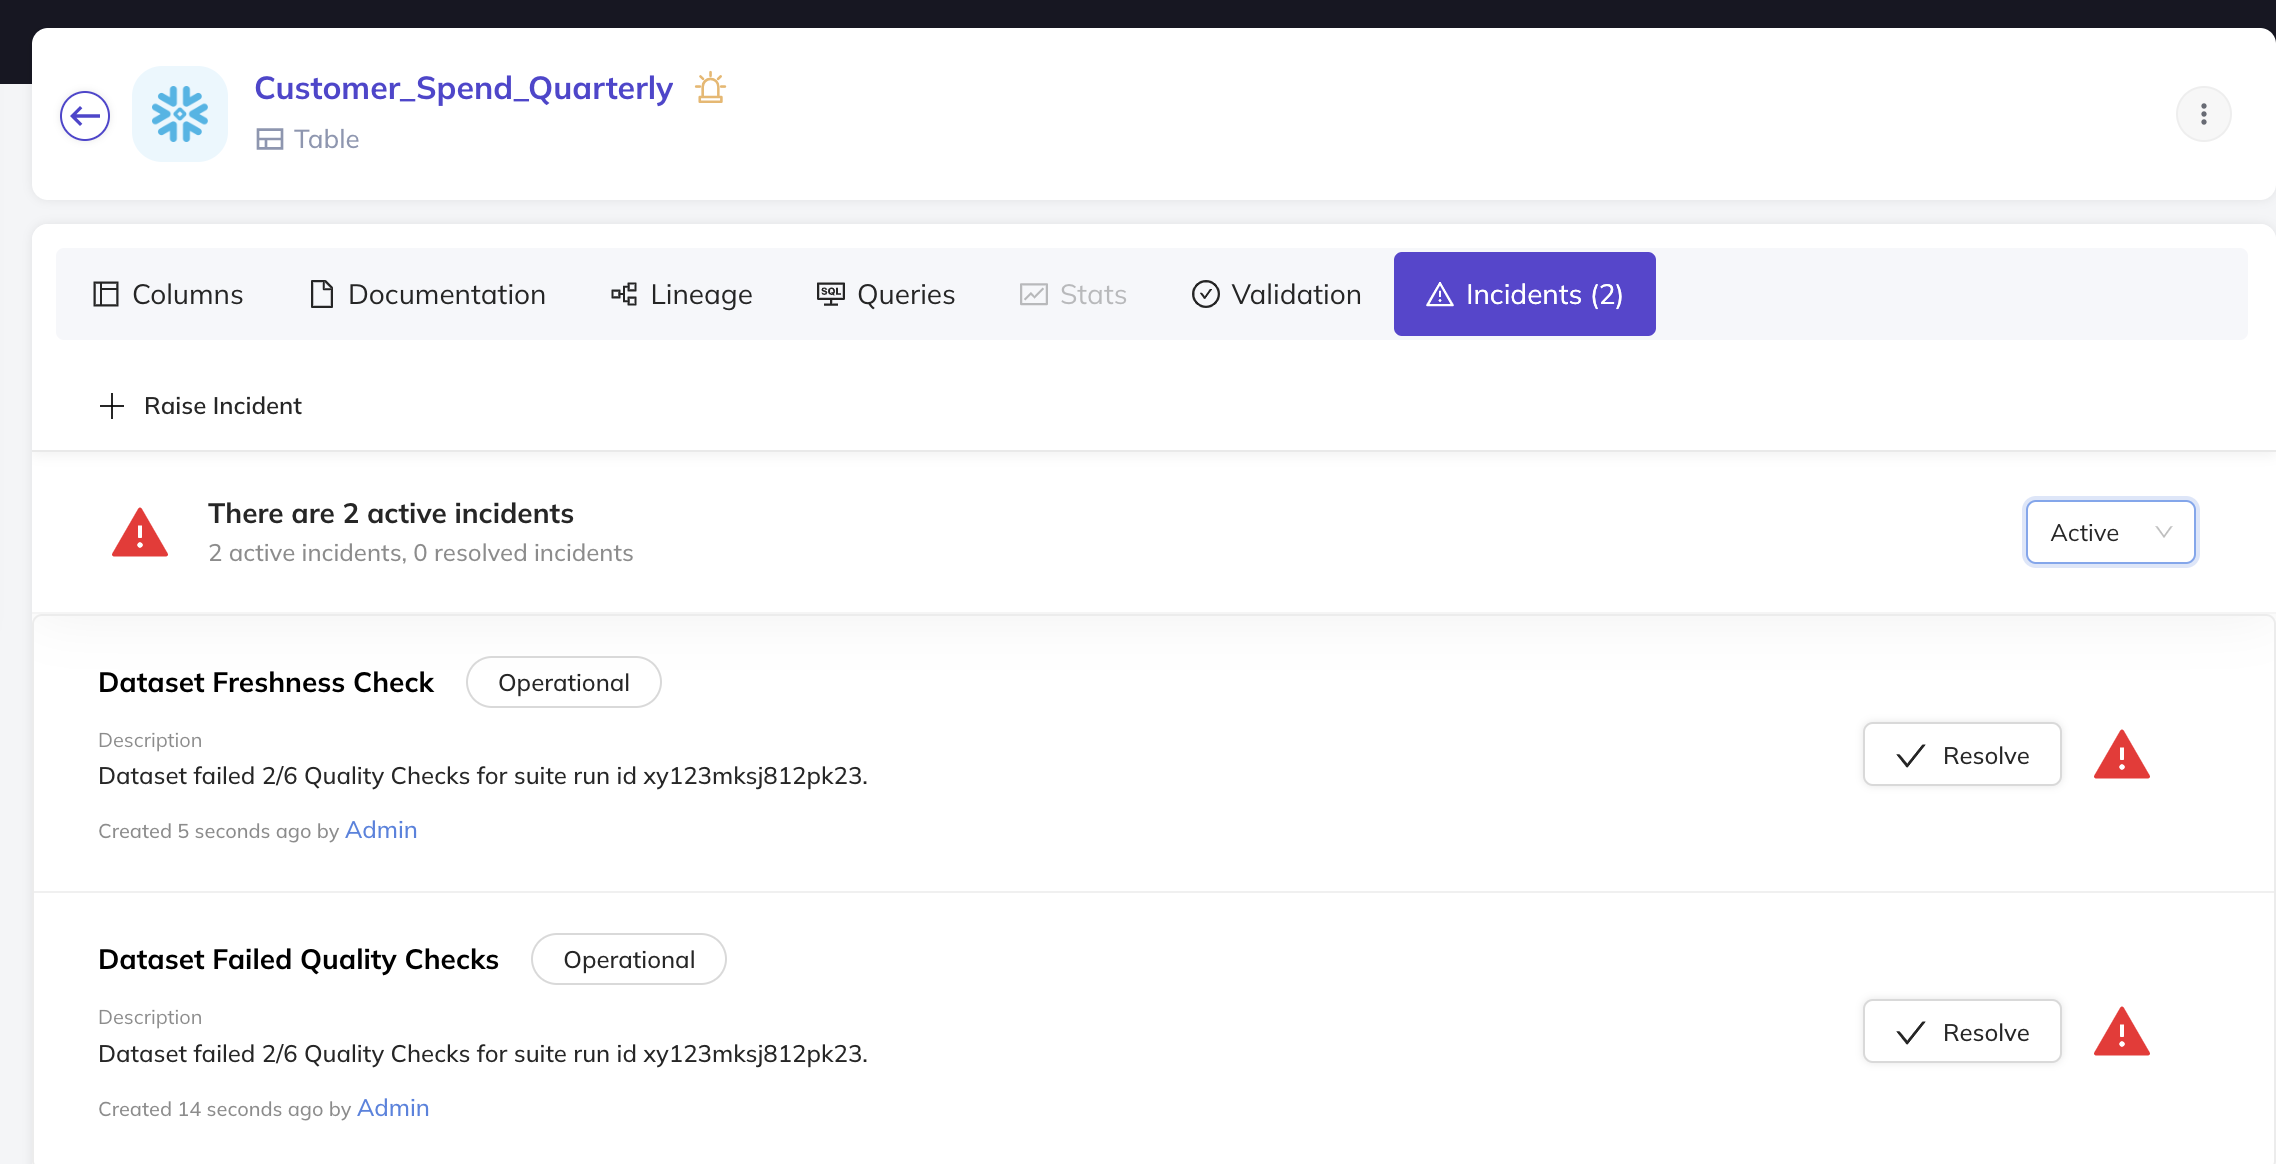 Customer_Spend_Quarterly
Table
Columns
Documentation
Lineage
SQL
Queries
Stats
Validation
Incidents (2)
Raise Incident
There are 2 active incidents
2 active incidents, 0 resolved incidents
Active
Dataset Freshness Check
Operational
Description
Dataset failed 2/6 Quality Checks for suite run id xy123mksj812pk23.
Created 5 seconds ago by Admin
Resolve
Dataset Failed Quality Checks
Operational
Description
Dataset failed 2/6 Quality Checks for suite run id xy123mksj812pk23.
Created 14 seconds ago by Admin
Resolve